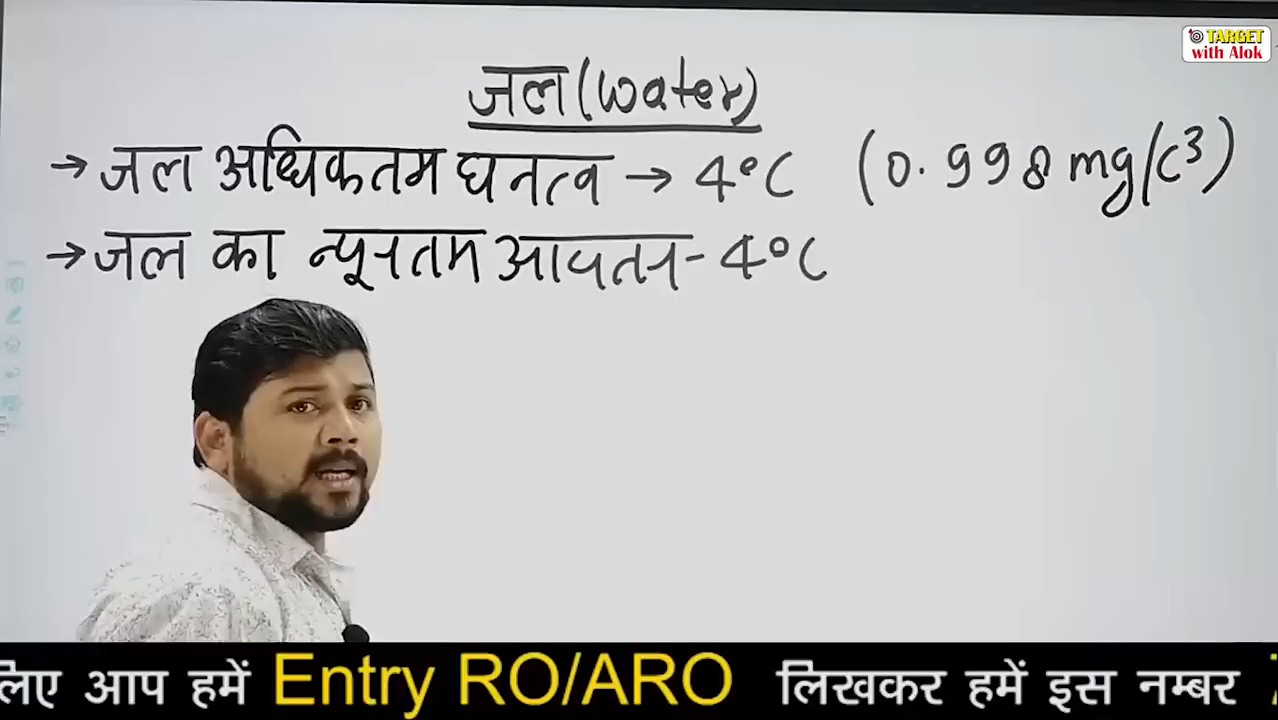 TARGET
with Alok
जल (water)
→ जल अधिकतम घनत्व → 4°C (0.998 mg/c³)
→ जल का न्यूनतम आयतन - 4°C
लिए आप हमें Entry RO/ARO लिखकर हमें इस नम्बर